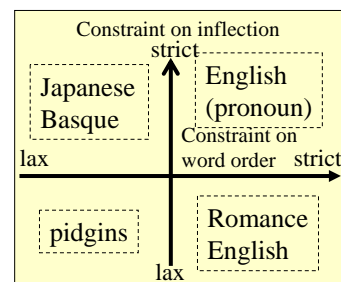 Constraint on inflection
strict
Japanese
Basque
English
(pronoun)
Constraint on
word order
lax
strict
pidgins
Romance
English
lax